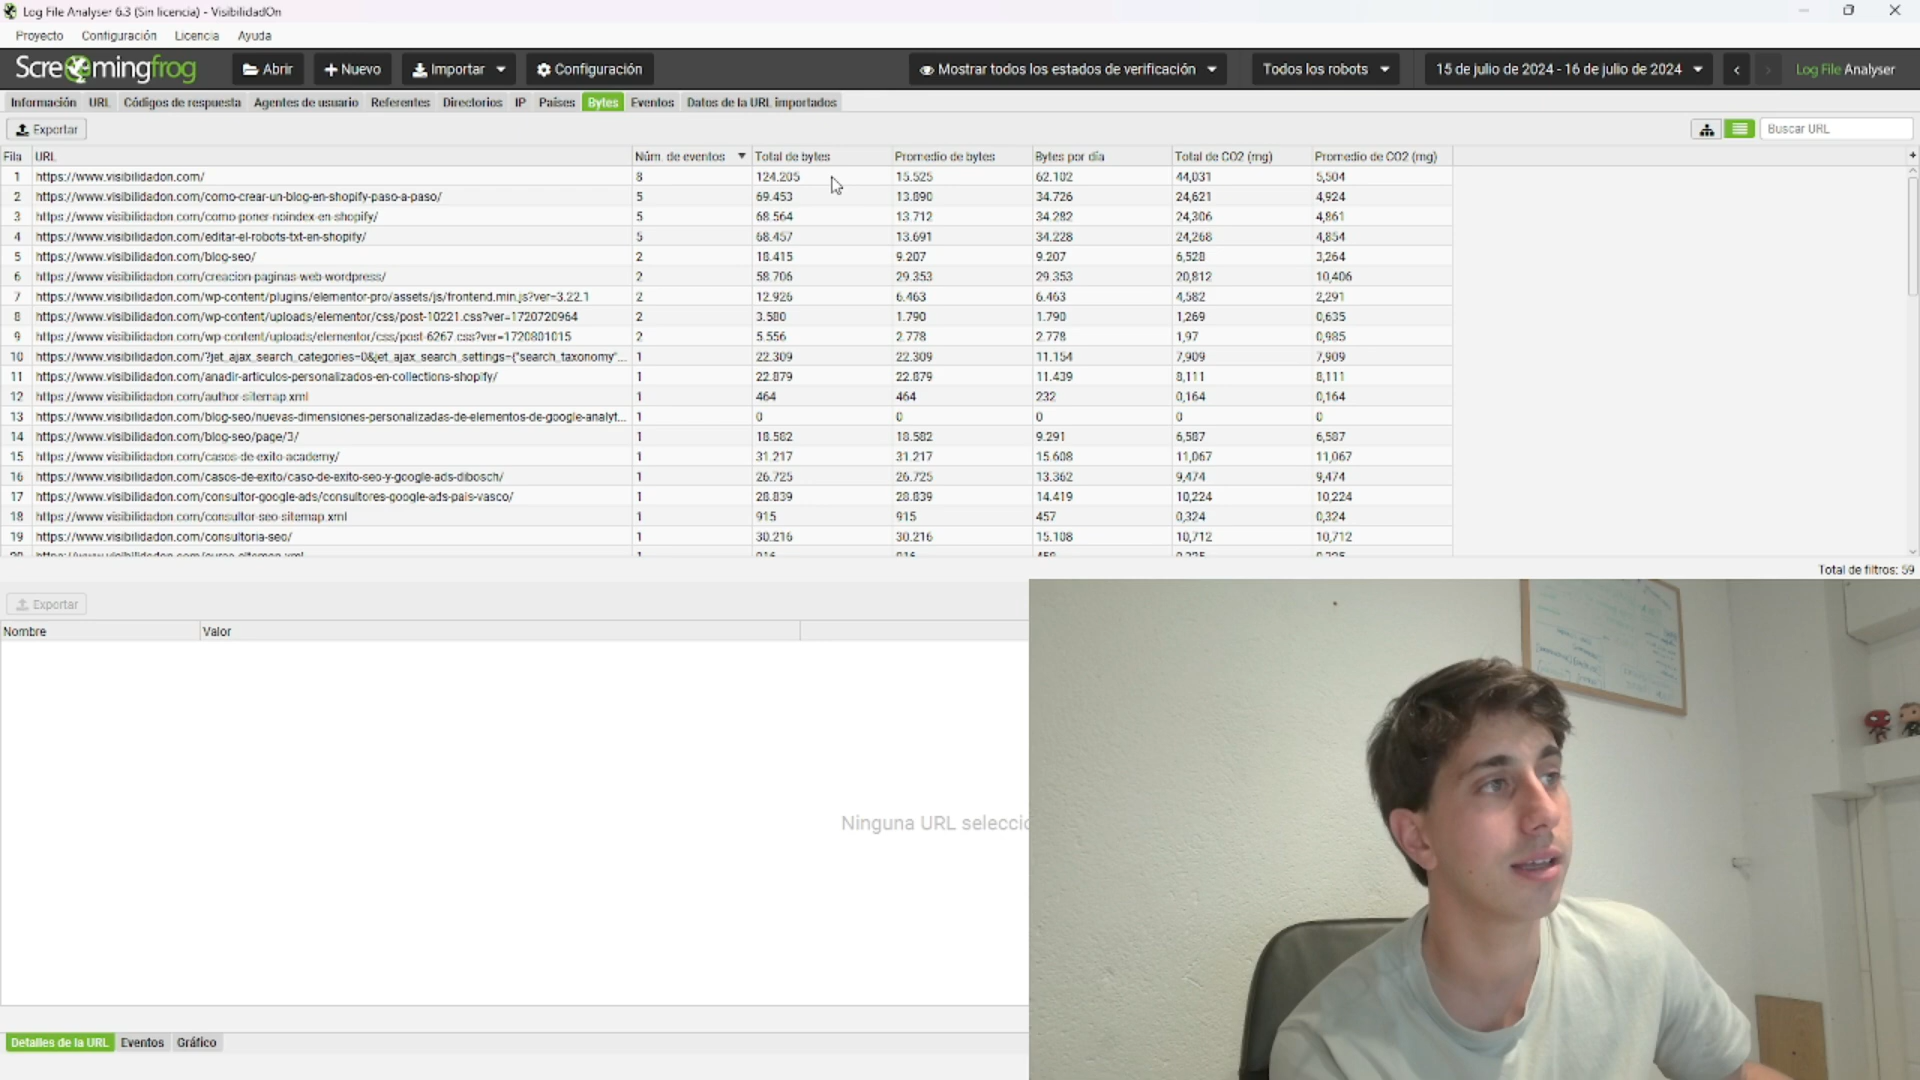 Log File Analyser 6.3 (Sin licencia) - VisibilidadOn
Proyecto Configuración Licencia Ayuda
Screamingfrog Abrir Nuevo Importar Configuración Mostrar todos los estados de verificación Todos los robots 15 de julio de 2024 - 16 de julio de 2024 Log File Analyser
Información URL Códigos de respuesta Agentes de usuario Referentes Directorios IP Países Bytes Eventos Datos de la URL importados
Exportar Buscar URL
Fila URL Núm. de eventos Total de bytes Promedio de bytes Bytes por día Total de CO2 (mg) Promedio de CO2 (mg)
1 https://www.visibilidadon.com/ 8 124.205 15.525 62.102 44,031 5,504
2 https://www.visibilidadon.com/como-crear-un-blog-en-shopify-paso-a-paso/ 5 69.453 13.890 34.726 24,621 4,924
3 https://www.visibilidadon.com/como-poner-noindex-en-shopify/ 5 68.564 13.712 34.282 24,306 4,861
4 https://www.visibilidadon.com/editar-el-robots-txt-en-shopify/ 5 68.457 13.691 34.228 24,268 4,854
5 https://www.visibilidadon.com/blog-seo/ 2 18.415 9.207 9.207 6,528 3,264
6 https://www.visibilidadon.com/creacion-paginas-web-wordpress/ 2 58.706 29.353 29.353 20,812 10,406
7 https://www.visibilidadon.com/wp-content/plugins/elementor-pro/assets/js/frontend.min.js?ver=3.22.1 2 12.926 6.463 6.463 4,582 2,291
8 https://www.visibilidadon.com/wp-content/uploads/elementor/css/post-10221.css?ver=1720720964 2 3.580 1.790 1.790 1,269 0,635
9 https://www.visibilidadon.com/wp-content/uploads/elementor/css/post-6267.css?ver=1720801015 2 5.556 2.778 2.778 1,97 0,985
10 https://www.visibilidadon.com/?jet_ajax_search_categories=0&jet_ajax_search_settings={"search_taxonomy"... 1 22.309 22.309 11.154 7,909 7,909
11 https://www.visibilidadon.com/anadir-articulos-personalizados-en-collections-shopify/ 1 22.879 22.879 11.439 8,111 8,111
12 https://www.visibilidadon.com/author-sitemap.xml 1 464 464 232 0,164 0,164
13 https://www.visibilidadon.com/blog-seo/nuevas-dimensiones-personalizadas-de-elementos-de-google-analyt... 1 0 0 0 0 0
14 https://www.visibilidadon.com/blog-seo/page/3/ 1 18.582 18.582 9.291 6,587 6,587
15 https://www.visibilidadon.com/casos-de-exito-academy/ 1 31.217 31.217 15.608 11,067 11,067
16 https://www.visibilidadon.com/casos-de-exito/caso-de-exito-seo-y-google-ads-dibosch/ 1 26.725 26.725 13.362 9,474 9,474
17 https://www.visibilidadon.com/consultor-google-ads/consultores-google-ads-pais-vasco/ 1 28.839 28.839 14.419 10,224 10,224
18 https://www.visibilidadon.com/consultor-seo-sitemap.xml 1 915 915 457 0,324 0,324
19 https://www.visibilidadon.com/consultoria-seo/ 1 30.216 30.216 15.108 10,712 10,712
Total de filtros: 59
Exportar
Nombre Valor
Ninguna URL selecci
Detalles de la URL Eventos Gráfico